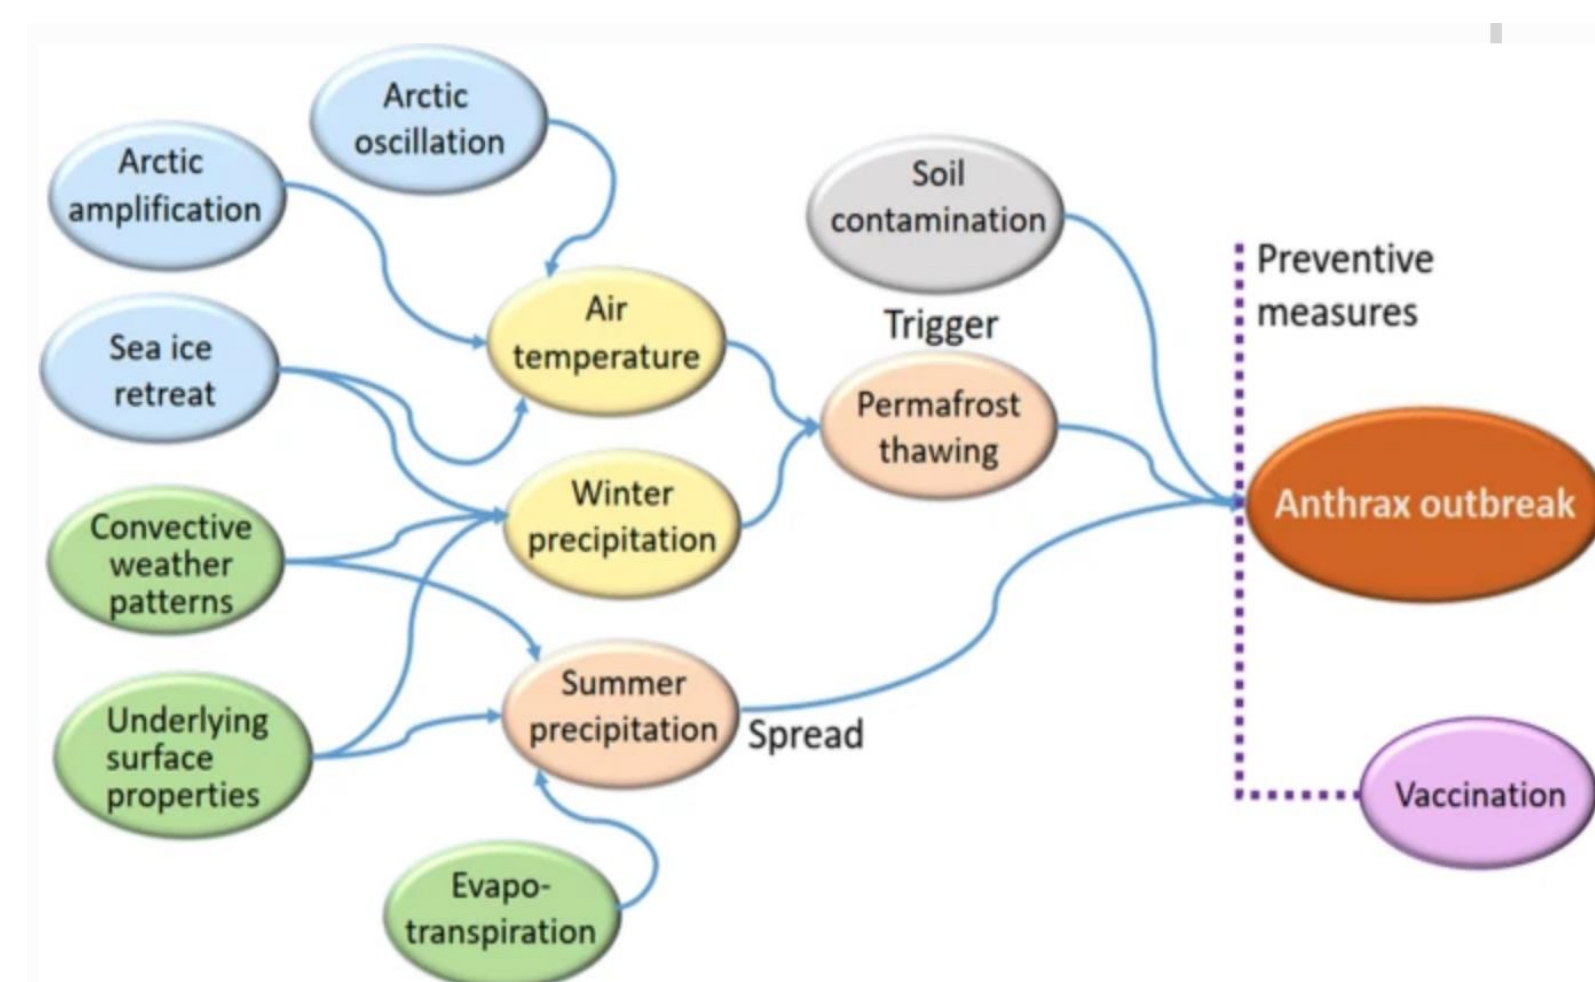 Arctic
oscillation
Arctic
amplification
Soil
contamination
Preventive
measures
Air
temperature
Trigger
Sea ice
retreat
Permafrost
thawing
Winter
precipitation
Anthrax outbreak
Convective
weather
patterns
Summer
precipitation
Spread
Underlying
surface
properties
Vaccination
Evapo-
transpiration